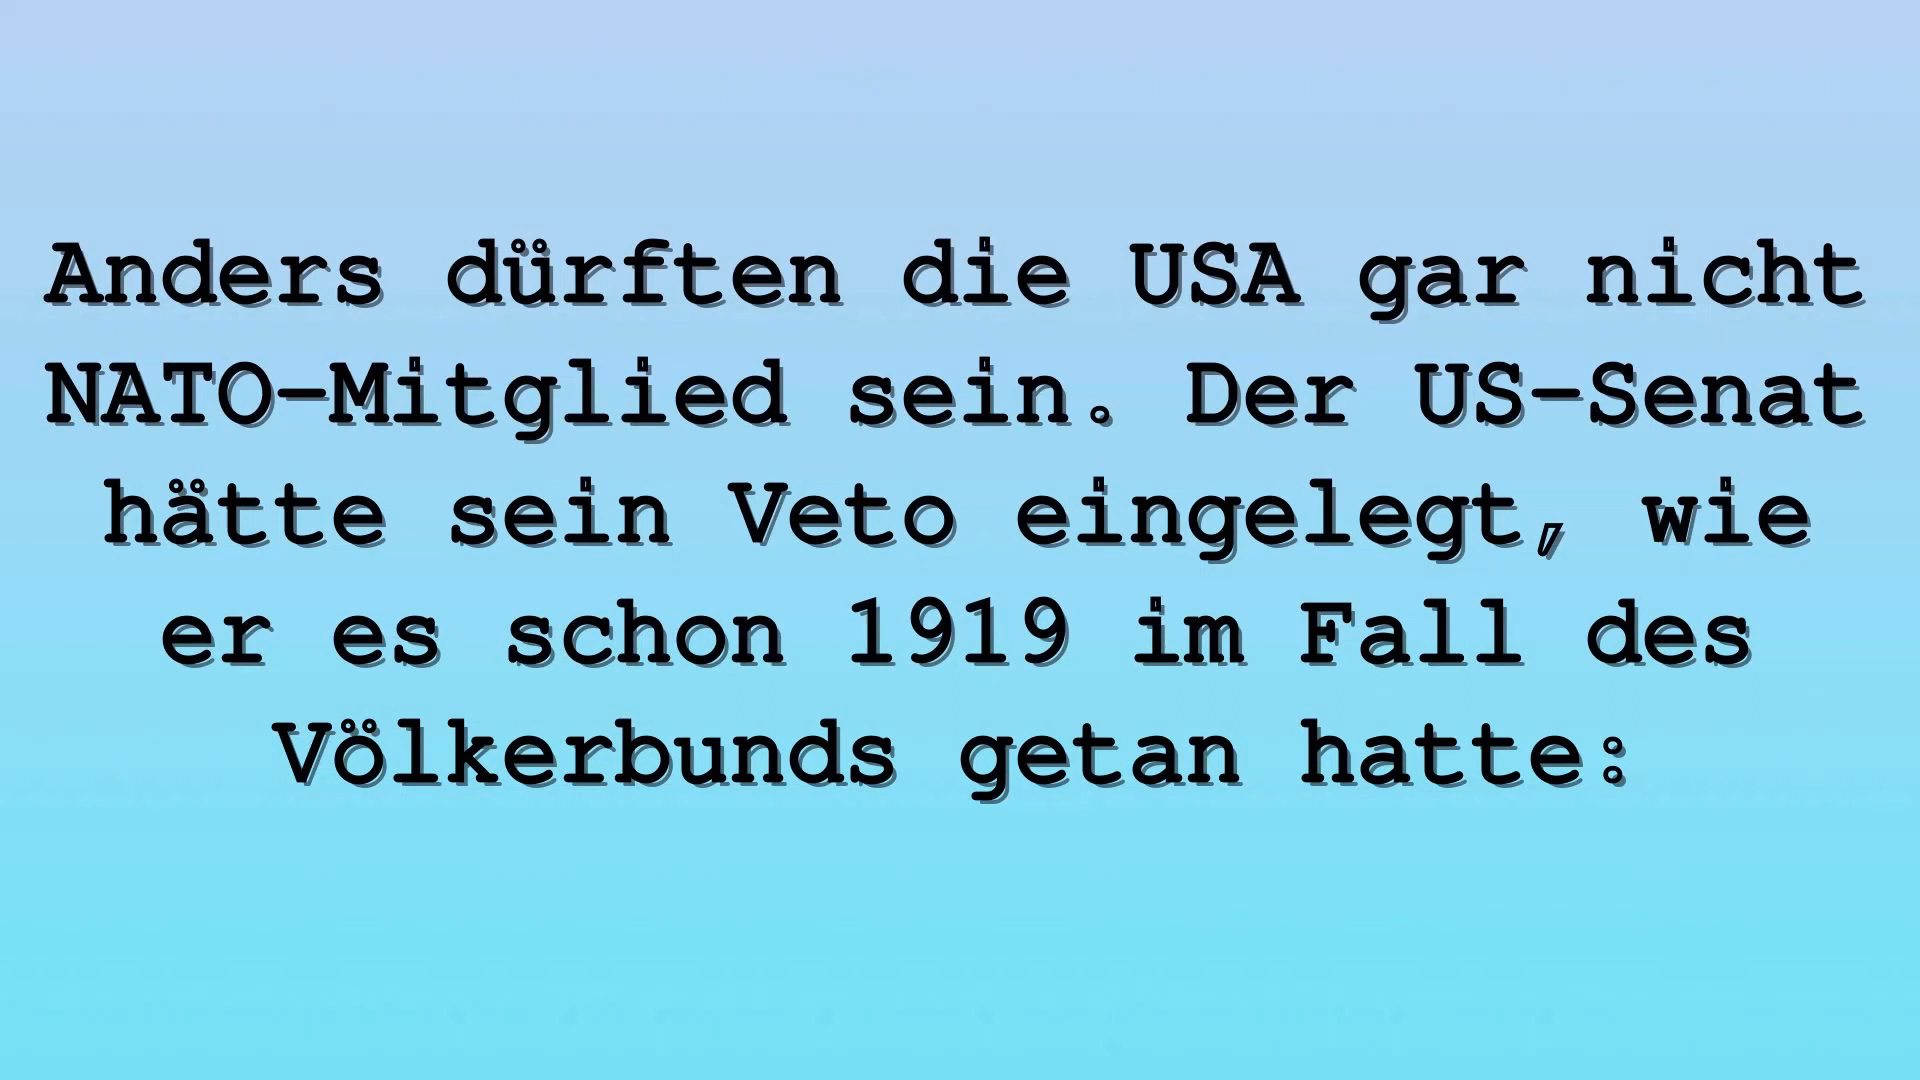 Anders dürften die USA gar nicht
NATO-Mitglied sein. Der US-Senat
hätte sein Veto eingelegt, wie
er es schon 1919 im Fall des
Völkerbunds getan hatte: